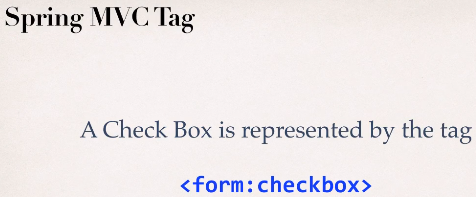 Spring MVC Tag
A Check Box is represented by the tag
<form:checkbox>